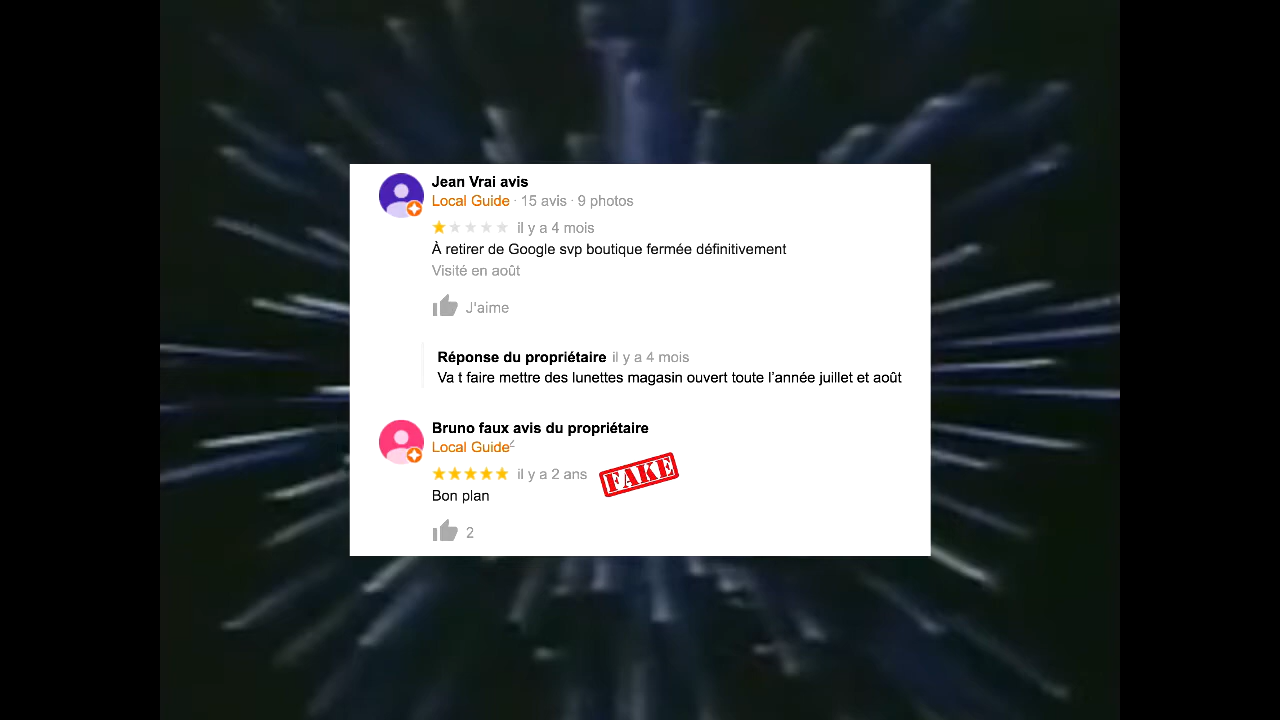 Jean Vrai avis
Local Guide · 15 avis · 9 photos
il y a 4 mois
À retirer de Google svp boutique fermée définitivement
Visité en août
J'aime
Réponse du propriétaire il y a 4 mois
Va t faire mettre des lunettes magasin ouvert toute l’année juillet et août
Bruno faux avis du propriétaire
Local Guide
il y a 2 ans
FAKE
Bon plan
2